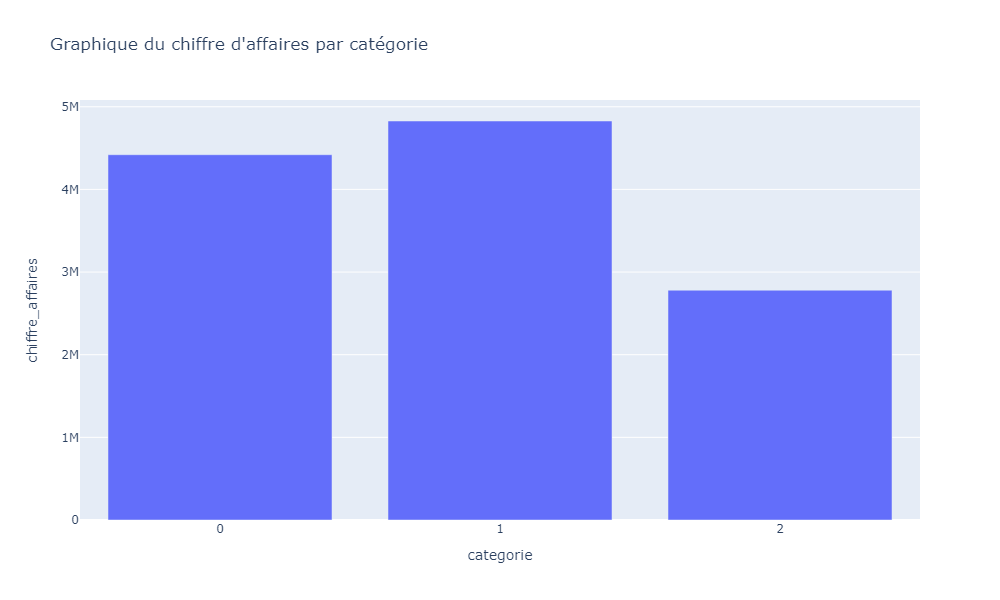 Graphique du chiffre d'affaires par catégorie
5M
4M
3M
2M
1M
0
chiffre_affaires
0
1
2
categorie